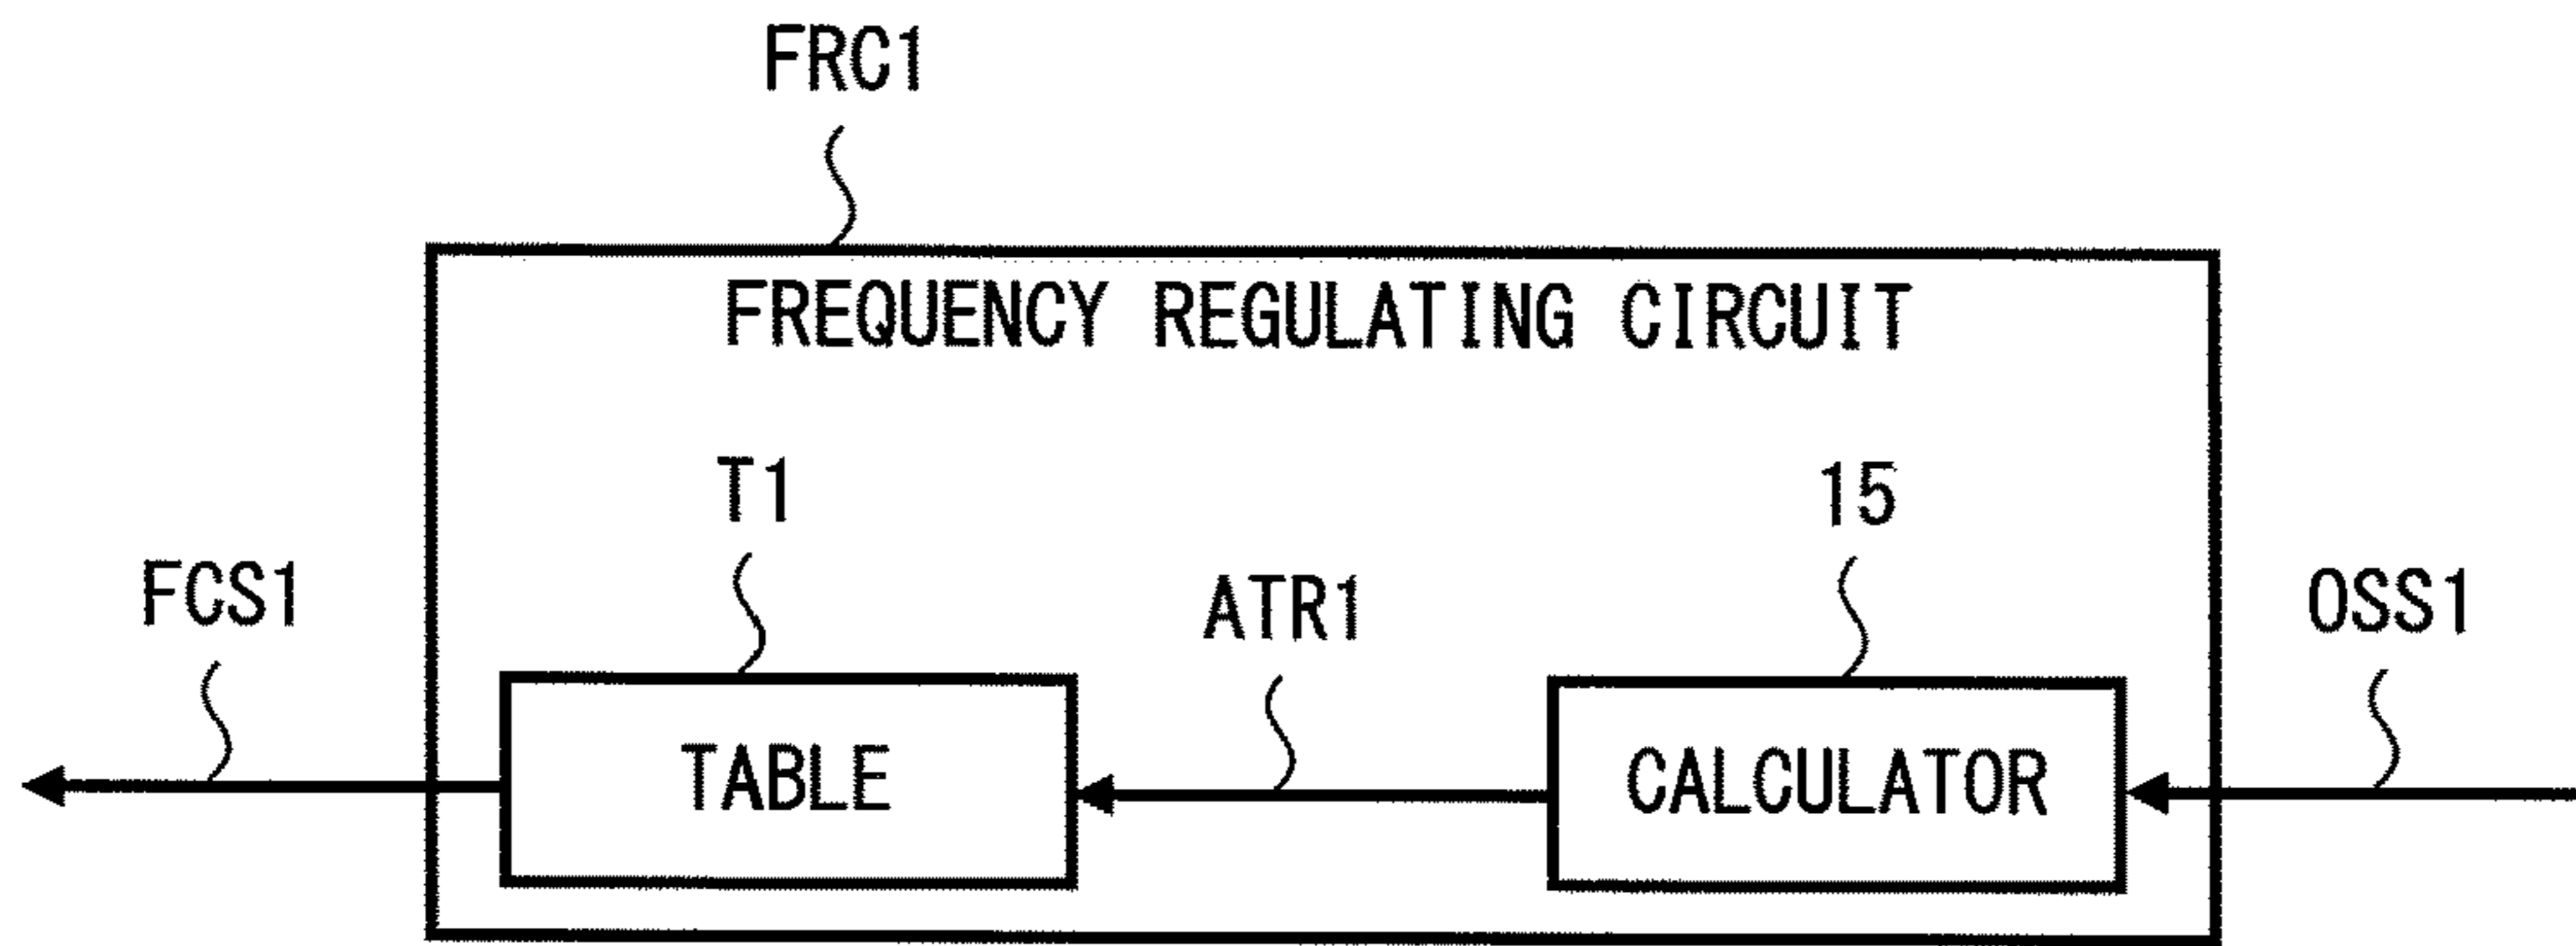 FRC1
FREQUENCY REGULATING CIRCUIT
T1
15
FCS1
ATR1
OSS1
TABLE
CALCULATOR